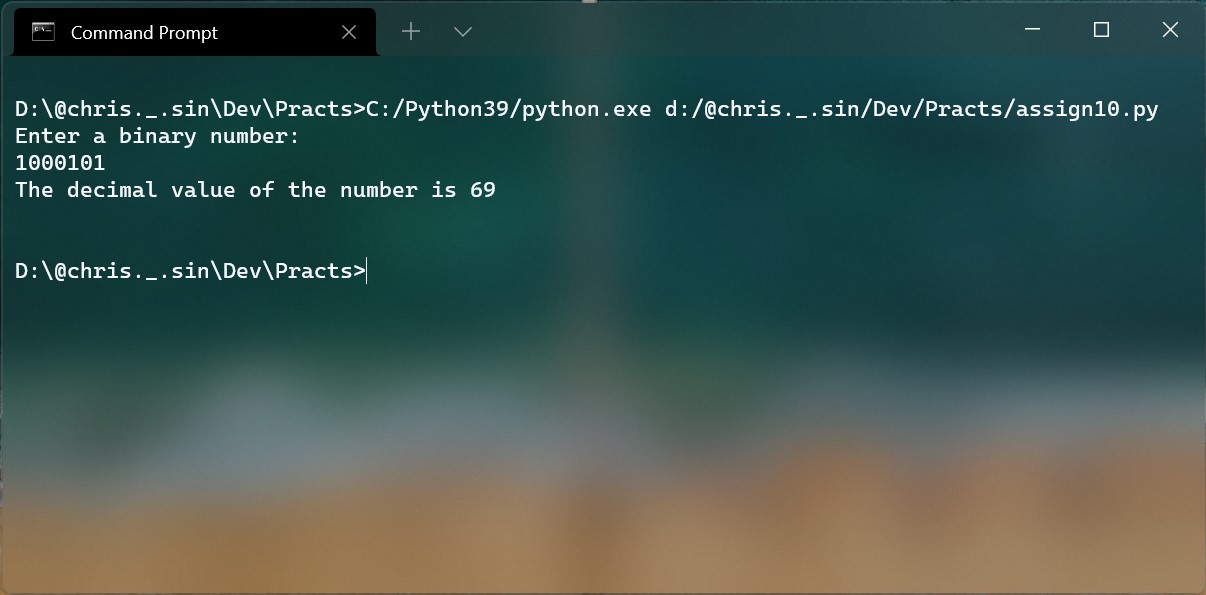 Command Prompt
D:\@chris._.sin\Dev\Practs>C:/Python39/python.exe d:/@chris._.sin/Dev/Practs/assign10.py
Enter a binary number:
1000101
The decimal value of the number is 69
D:\@chris._.sin\Dev\Practs>